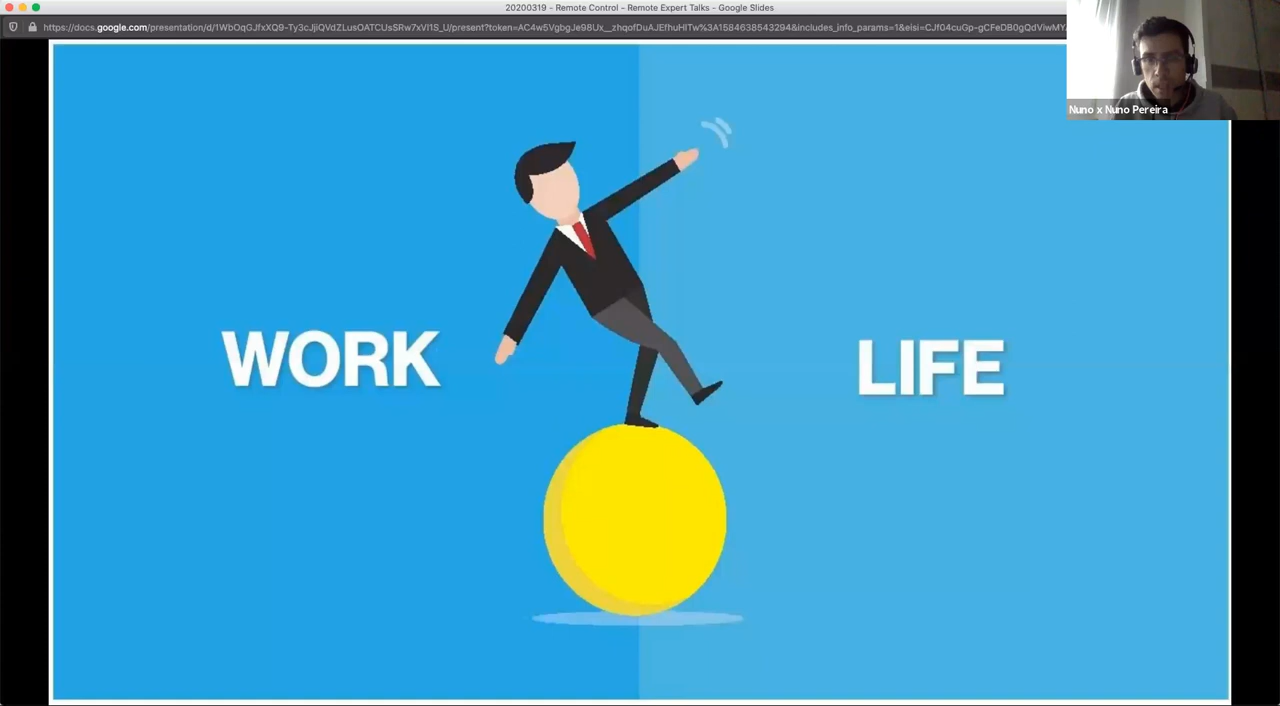 20200319 - Remote Control - Remote Expert Talks - Google Slides
Nuno x Nuno Pereira
WORK
LIFE